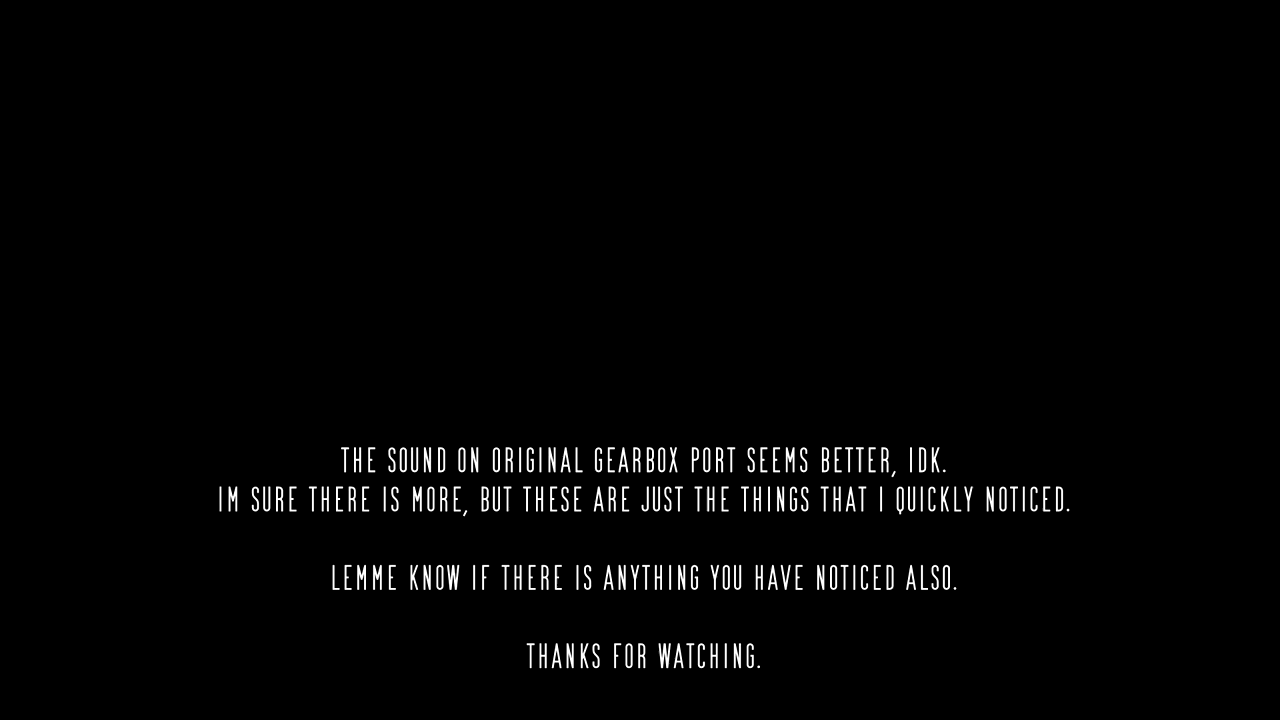 THE SOUND ON ORIGINAL GEARBOX PORT SEEMS BETTER, IDK.
IM SURE THERE IS MORE, BUT THESE ARE JUST THE THINGS THAT I QUICKLY NOTICED.
LEMME KNOW IF THERE IS ANYTHING YOU HAVE NOTICED ALSO.
THANKS FOR WATCHING.